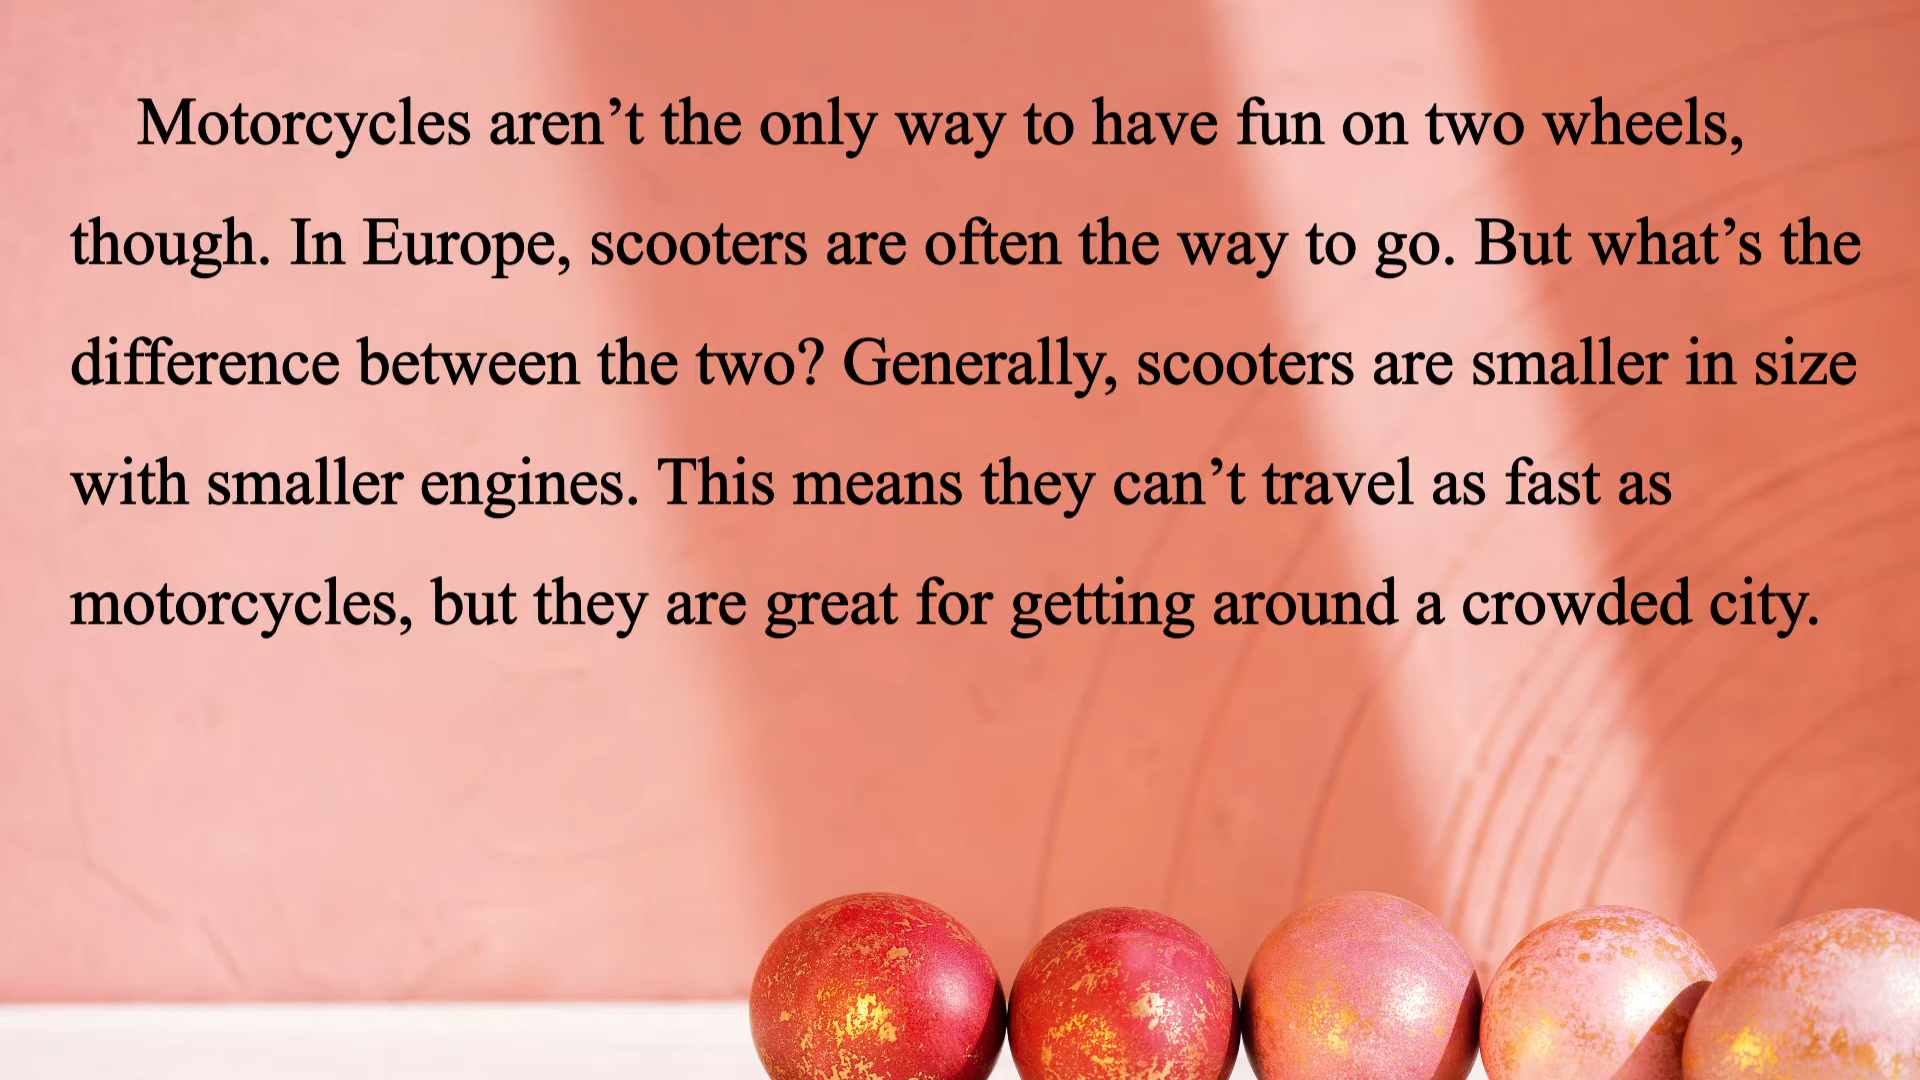 Motorcycles aren’t the only way to have fun on two wheels,
though. In Europe, scooters are often the way to go. But what’s the
difference between the two? Generally, scooters are smaller in size
with smaller engines. This means they can’t travel as fast as
motorcycles, but they are great for getting around a crowded city.